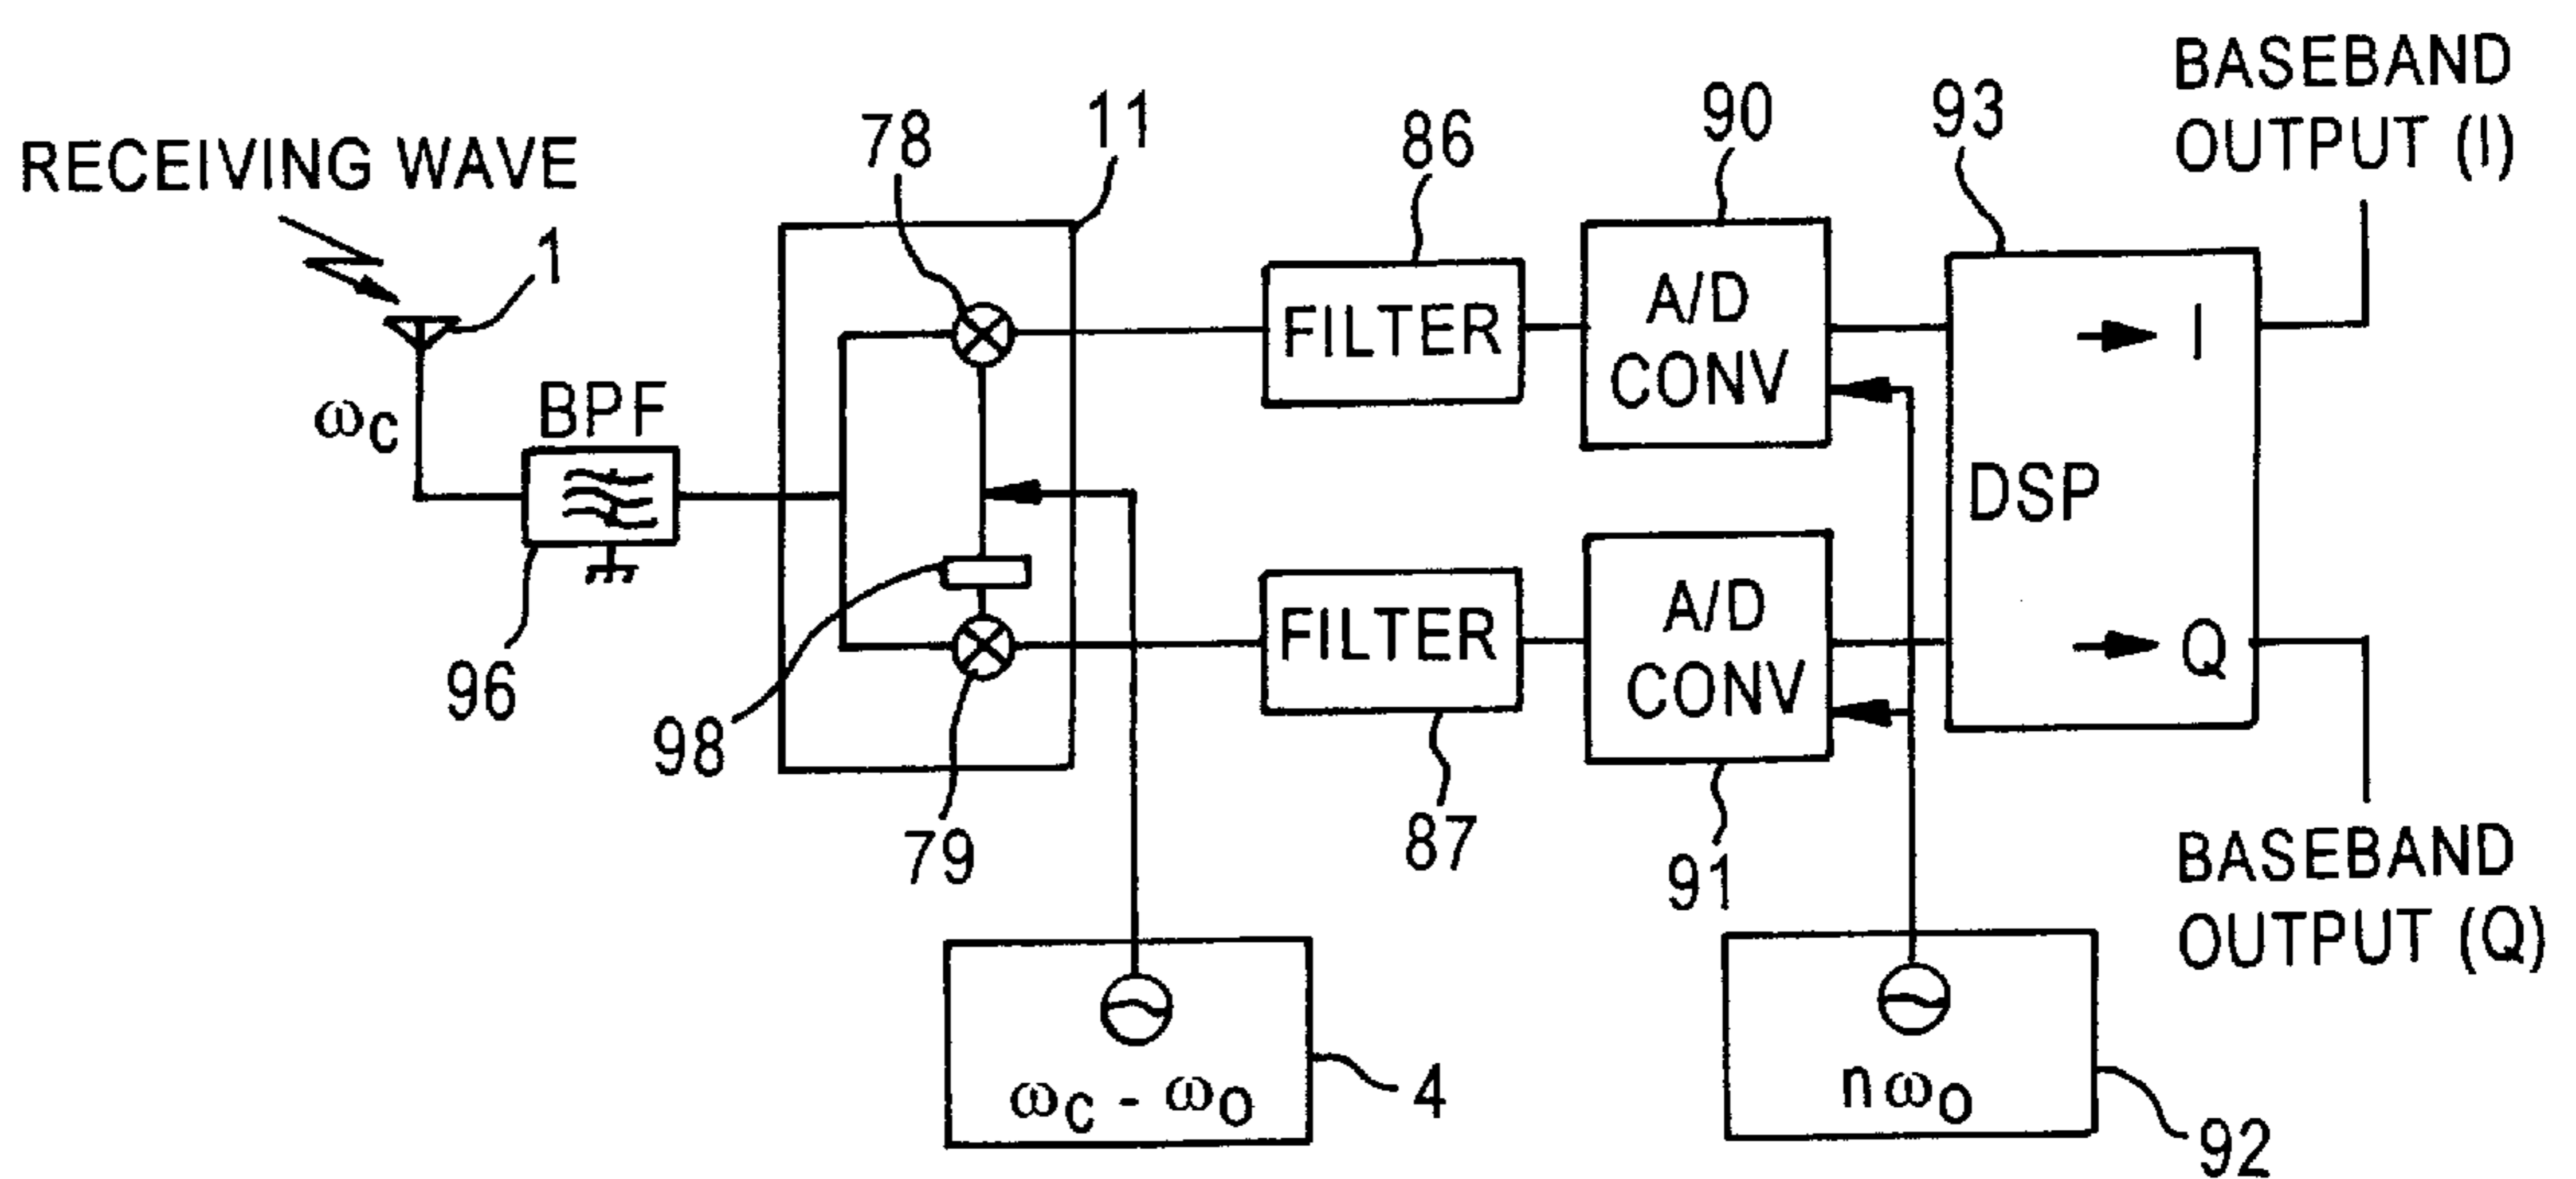 RECEIVING WAVE
1
ωC
BPF
96
78
11
98
79
86
FILTER
FILTER
87
90
A/D
CONV
A/D
CONV
91
93
DSP
I
Q
BASEBAND
OUTPUT (I)
BASEBAND
OUTPUT (Q)
ωC - ωO
4
nωO
92